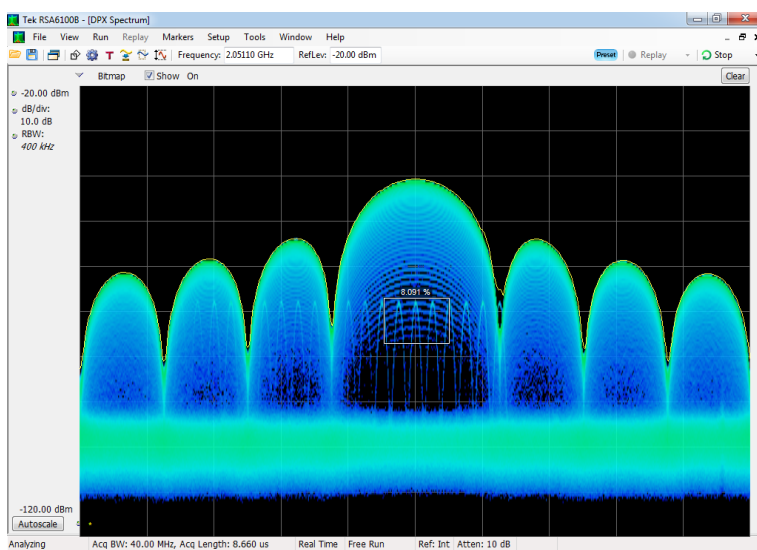 Tek RSA6100B - [DPX Spectrum]
File View Run Replay Markers Setup Tools Window Help
T Frequency: 2.05110 GHz RefLev: -20.00 dBm Preset Replay Stop
Bitmap Show On Clear
-20.00 dBm
dB/div:
10.0 dB
RBW:
400 kHz
8.091 %
-120.00 dBm
Autoscale
Analyzing Acq BW: 40.00 MHz, Acq Length: 8.660 us Real Time Free Run Ref: Int Atten: 10 dB